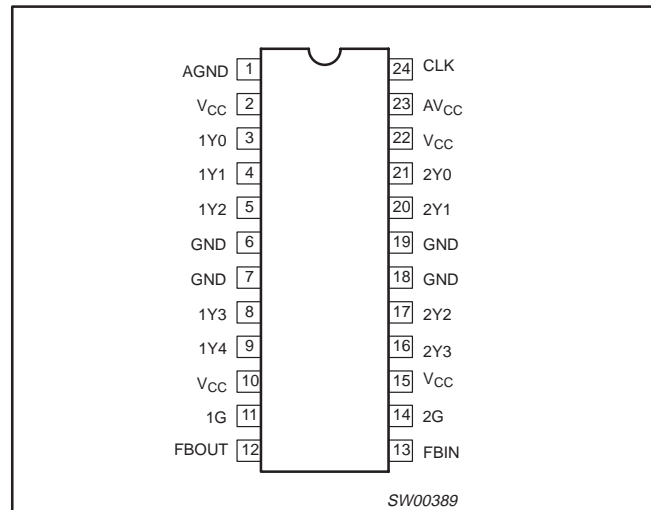 AGND 1 24 CLK
VCC 2 23 AVCC
1Y0 3 22 VCC
1Y1 4 21 2Y0
1Y2 5 20 2Y1
GND 6 19 GND
GND 7 18 GND
1Y3 8 17 2Y2
1Y4 9 16 2Y3
VCC 10 15 VCC
1G 11 14 2G
FBOUT 12 13 FBIN
SW00389